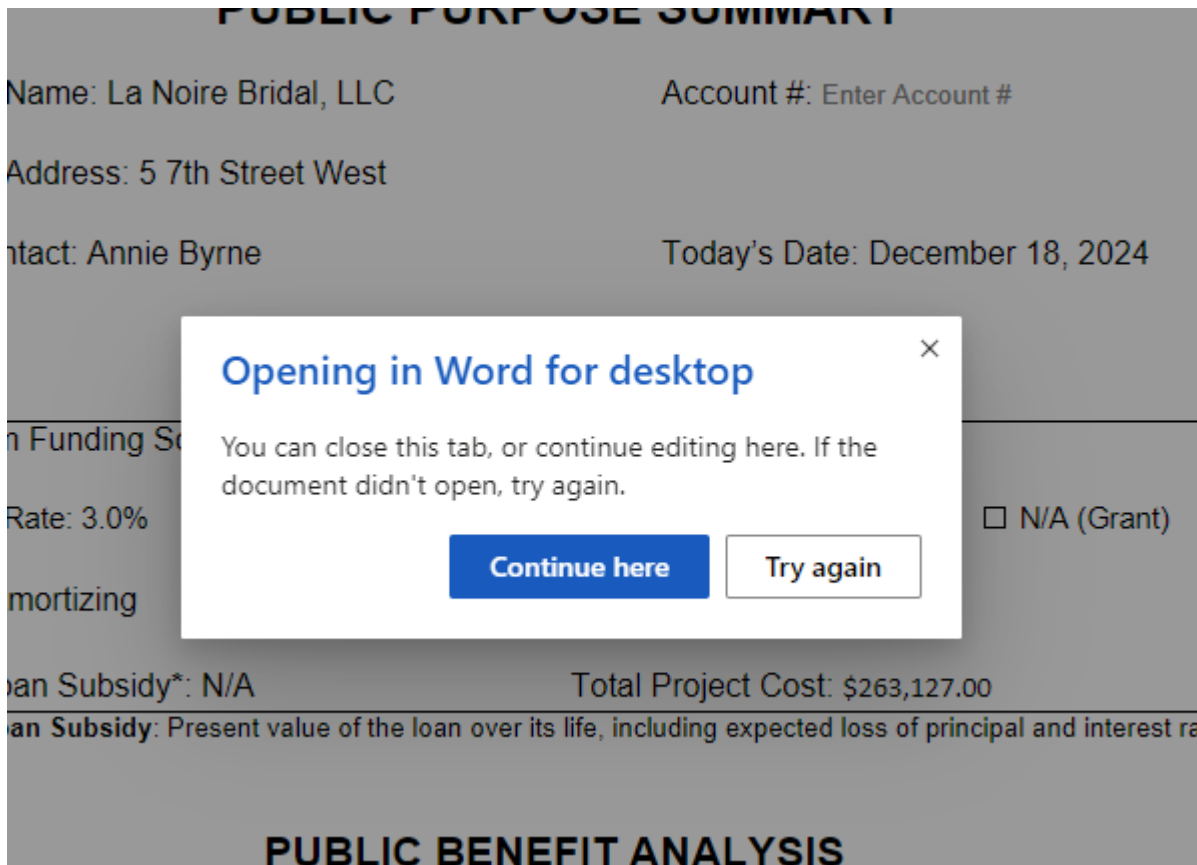 PUBLIC PURPOSE SUMMARY
Name: La Noire Bridal, LLC Account #: Enter Account #
Address: 5 7th Street West
ntact: Annie Byrne Today's Date: December 18, 2024
Opening in Word for desktop
You can close this tab, or continue editing here. If the
document didn't open, try again.
Continue here Try again
m Funding So
Rate: 3.0% ☐ N/A (Grant)
mortizing
oan Subsidy*: N/A Total Project Cost: $263,127.00
an Subsidy: Present value of the loan over its life, including expected loss of principal and interest ra
PUBLIC BENEFIT ANALYSIS